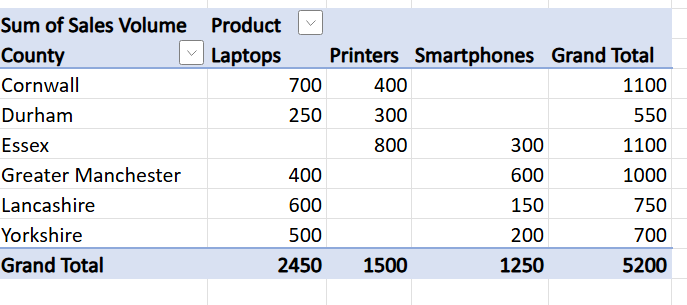 Sum of Sales Volume Product
County Laptops Printers Smartphones Grand Total
Cornwall 700 400 1100
Durham 250 300 550
Essex 800 300 1100
Greater Manchester 400 600 1000
Lancashire 600 150 750
Yorkshire 500 200 700
Grand Total 2450 1500 1250 5200